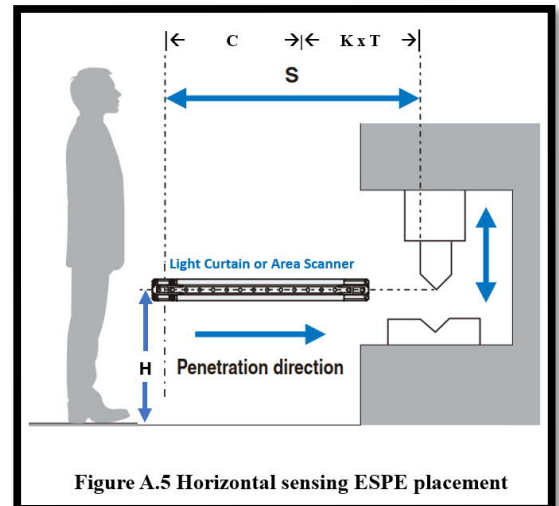 ← C → ← K x T →
S
Light Curtain or Area Scanner
H
Penetration direction
Figure A.5 Horizontal sensing ESPE placement